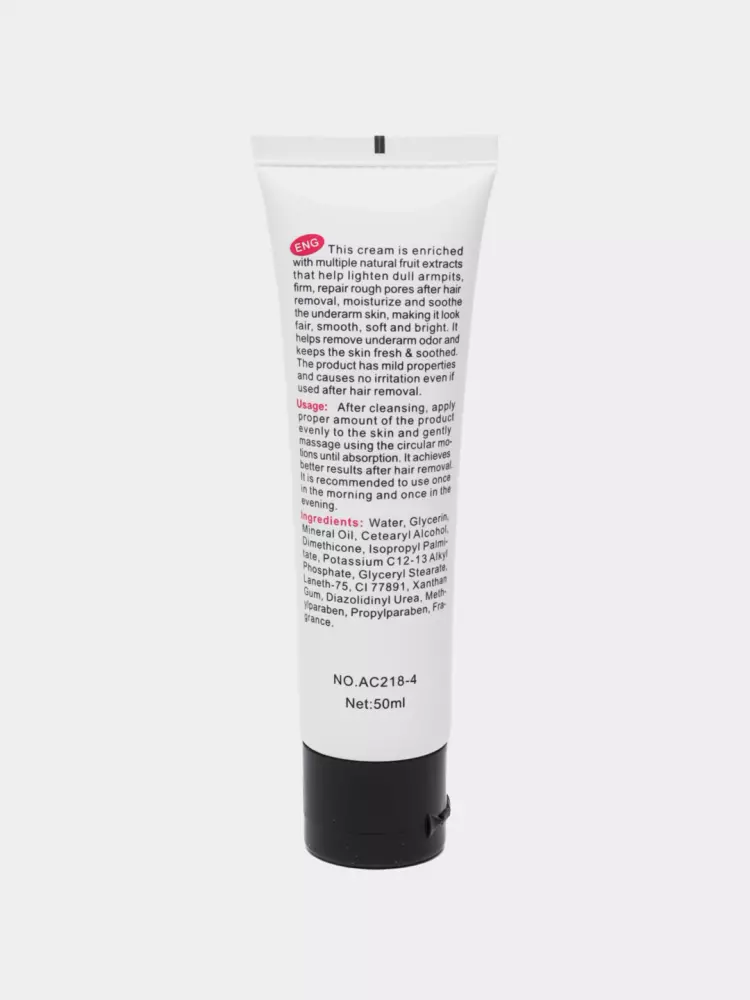 ENG This cream is enriched
with multiple natural fruit extracts
that help lighten dull armpits,
firm, repair rough pores after hair
removal, moisturize and soothe
the underarm skin, making it look
fair, smooth, soft and bright. It
helps remove underarm odor and
keeps the skin fresh & soothed.
The product has mild properties
and causes no irritation even if
used after hair removal.
Usage: After cleansing, apply
proper amount of the product
evenly to the skin and gently
massage using the circular mo-
tions until absorption. It achieves
better results after hair removal.
It is recommended to use once
in the morning and once in the
evening.
Ingredients: Water, Glycerin,
Mineral Oil, Cetearyl Alcohol,
Dimethicone, Isopropyl Palmi-
tate, Potassium C12-13 Alkyl
Phosphate, Glyceryl Stearate,
Laneth-75, CI 77891, Xanthan
Gum, Diazolidinyl Urea, Meth-
ylparaben, Propylparaben, Fra-
grance.
NO.AC218-4
Net:50ml